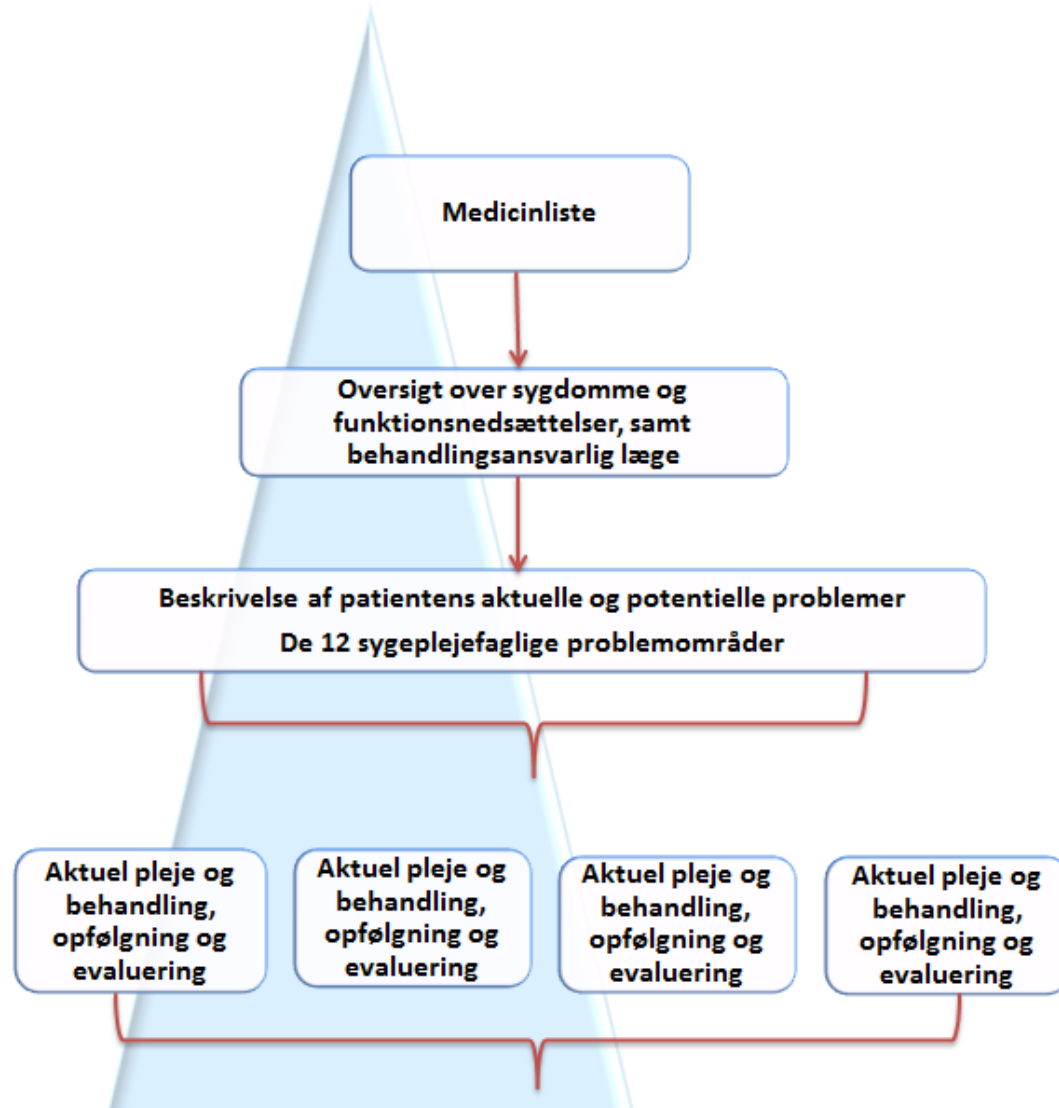 Medicinliste
Oversigt over sygdomme og
funktionsnedsættelser, samt
behandlingsansvarlig læge
Beskrivelse af patientens aktuelle og potentielle problemer
De 12 sygeplejefaglige problemområder
Aktuel pleje og
behandling,
opfølgning og
evaluering
Aktuel pleje og
behandling,
opfølgning og
evaluering
Aktuel pleje og
behandling,
opfølgning og
evaluering
Aktuel pleje og
behandling,
opfølgning og
evaluering